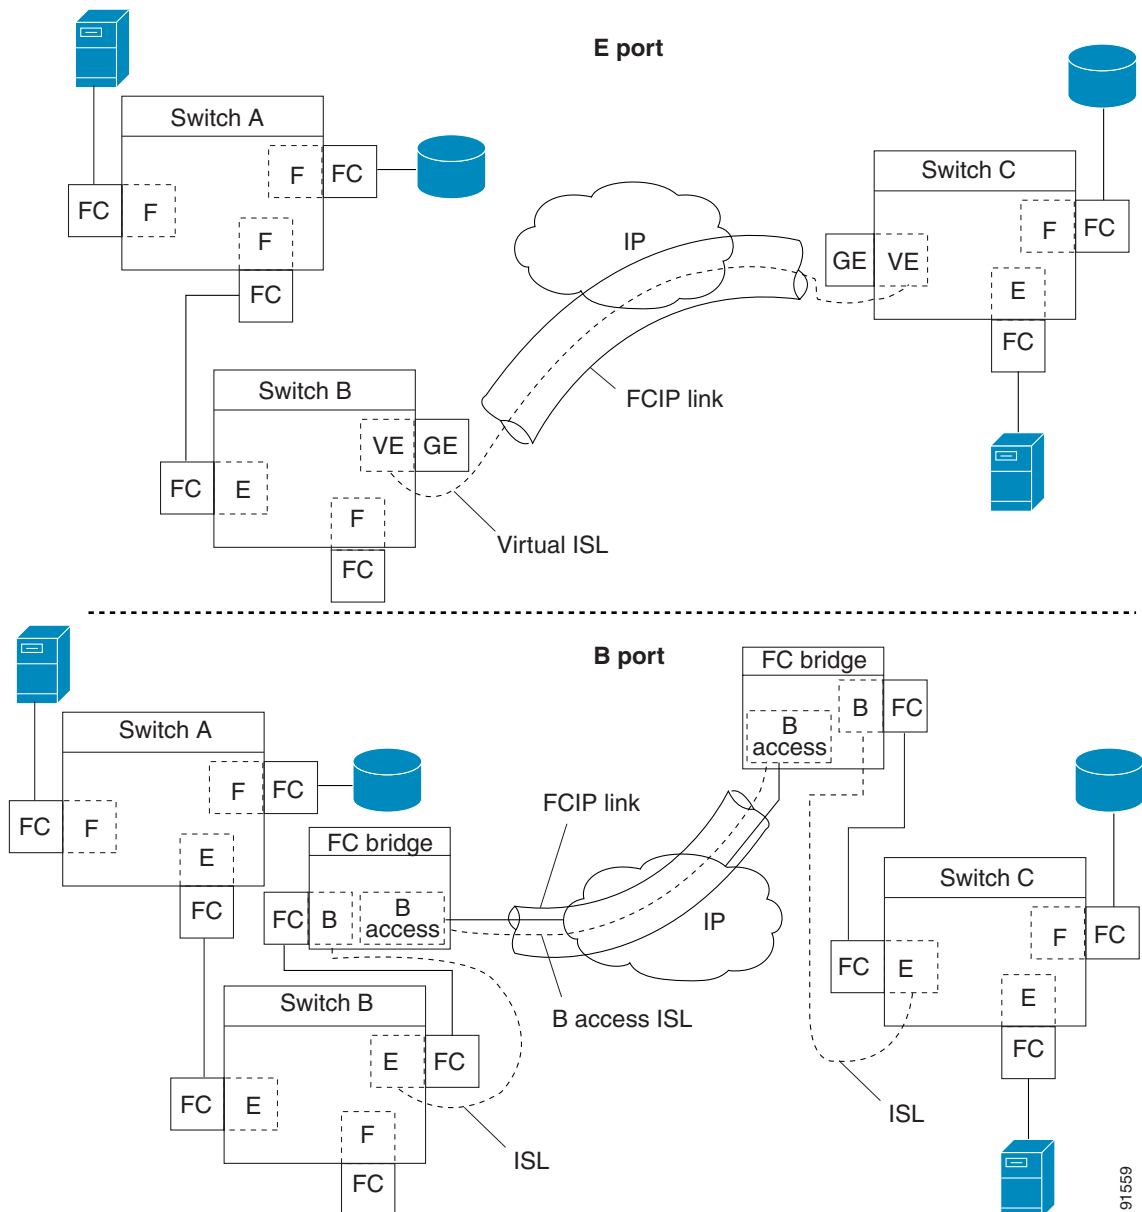 E port
Switch A
F
FC
FC
F
F
FC
Switch C
IP
GE
VE
F
FC
E
FC
FCIP link
Switch B
VE
GE
FC
E
F
FC
Virtual ISL
B port
FC bridge
B
FC
B
access
Switch A
F
FC
FC
F
E
FC
FCIP link
FC bridge
FC
B
B
access
IP
Switch C
F
FC
FC
E
E
FC
B access ISL
Switch B
E
FC
FC
E
F
FC
ISL
ISL
91559